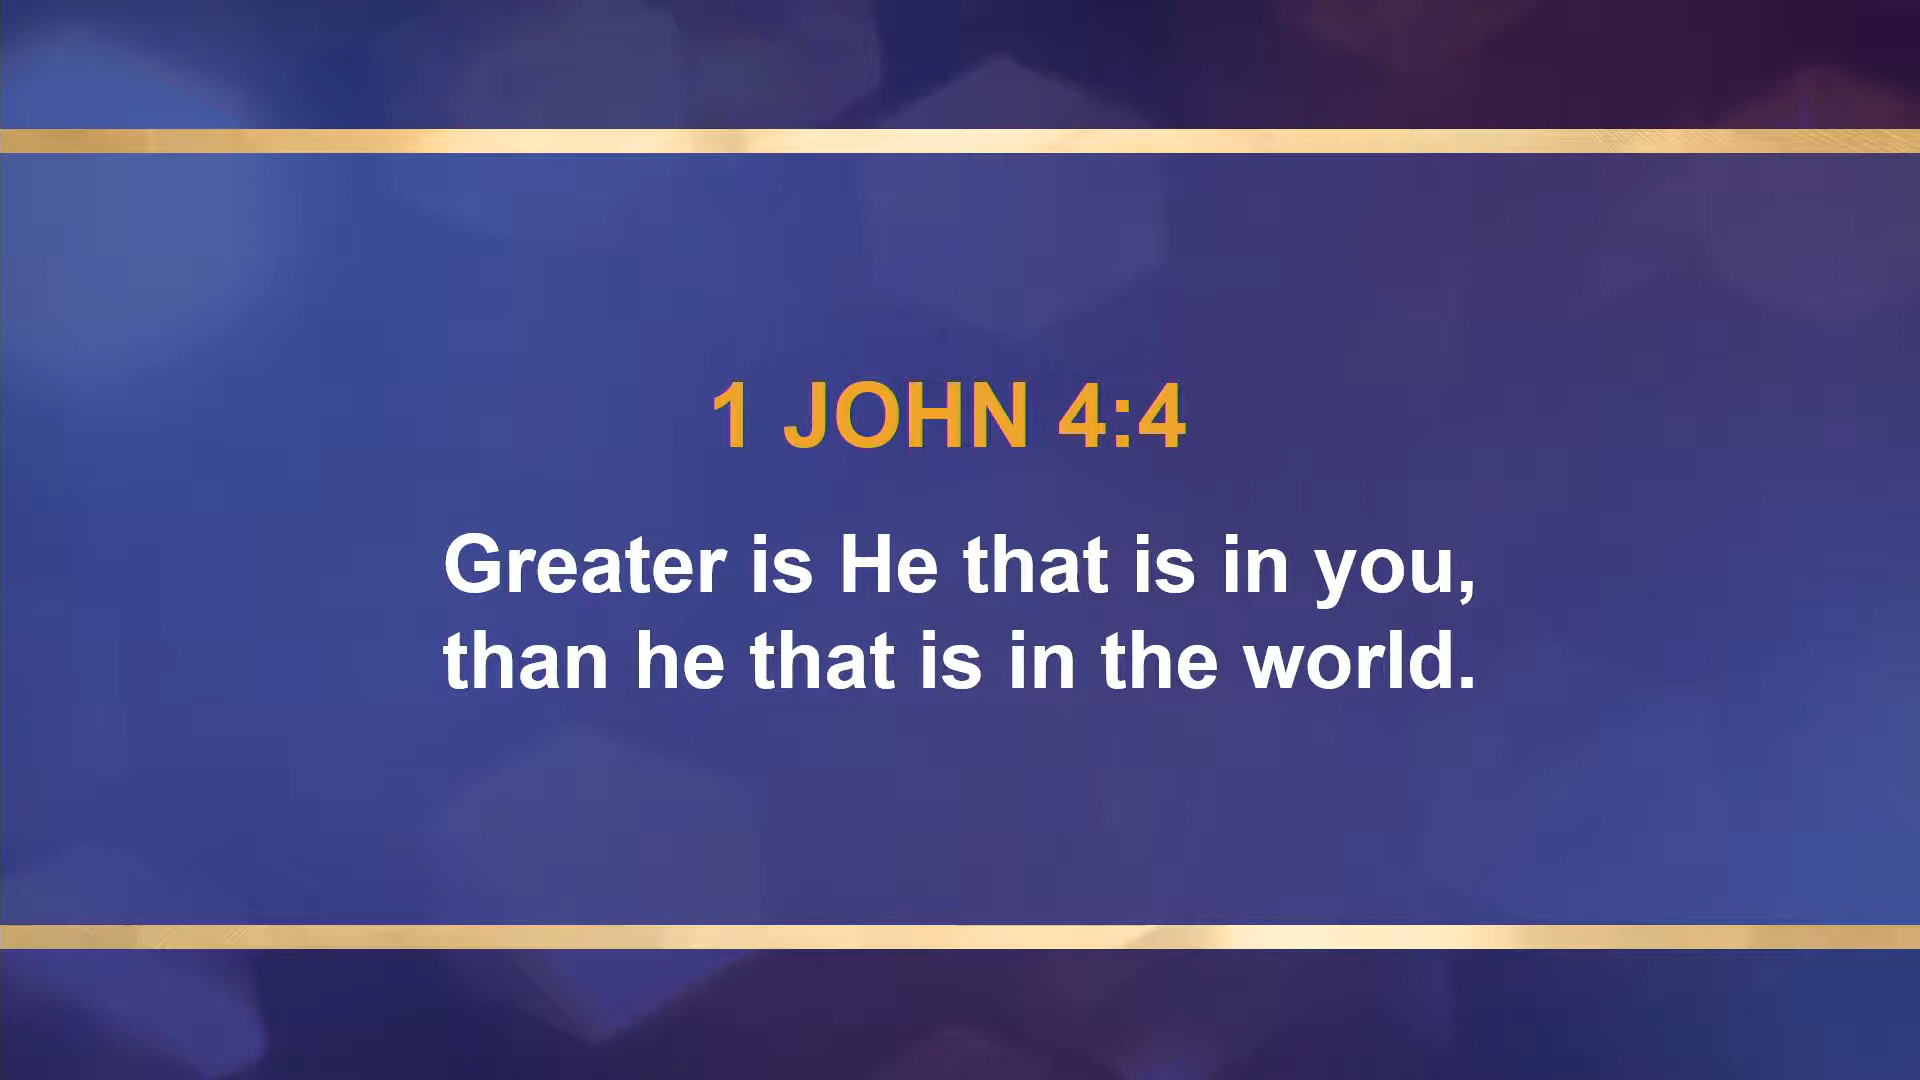 1 JOHN 4:4
Greater is He that is in you,
than he that is in the world.